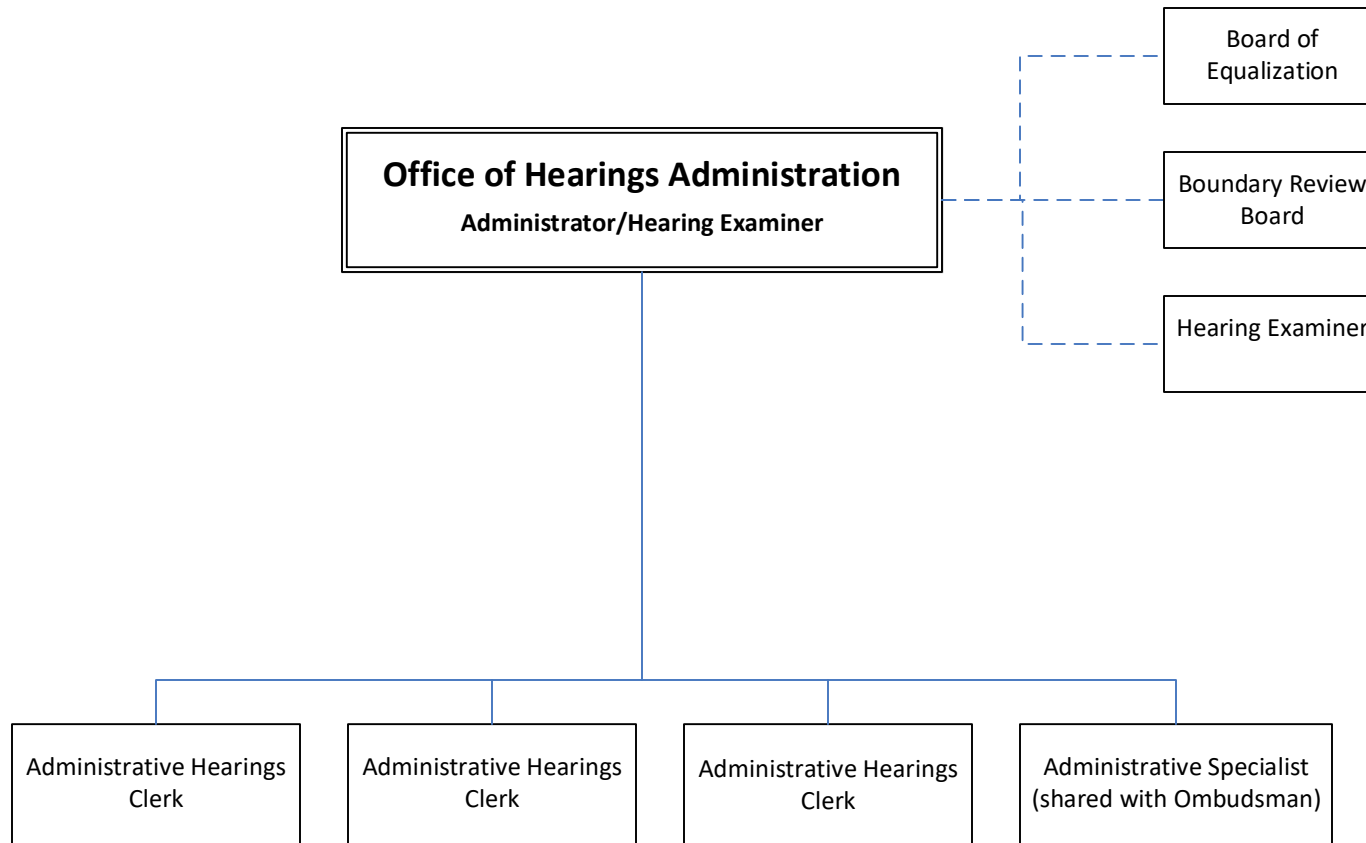 Board of
Equalization
Office of Hearings Administration
Administrator/Hearing Examiner
Boundary Review
Board
Hearing Examiner
Administrative Hearings
Clerk
Administrative Hearings
Clerk
Administrative Hearings
Clerk
Administrative Specialist
(shared with Ombudsman)